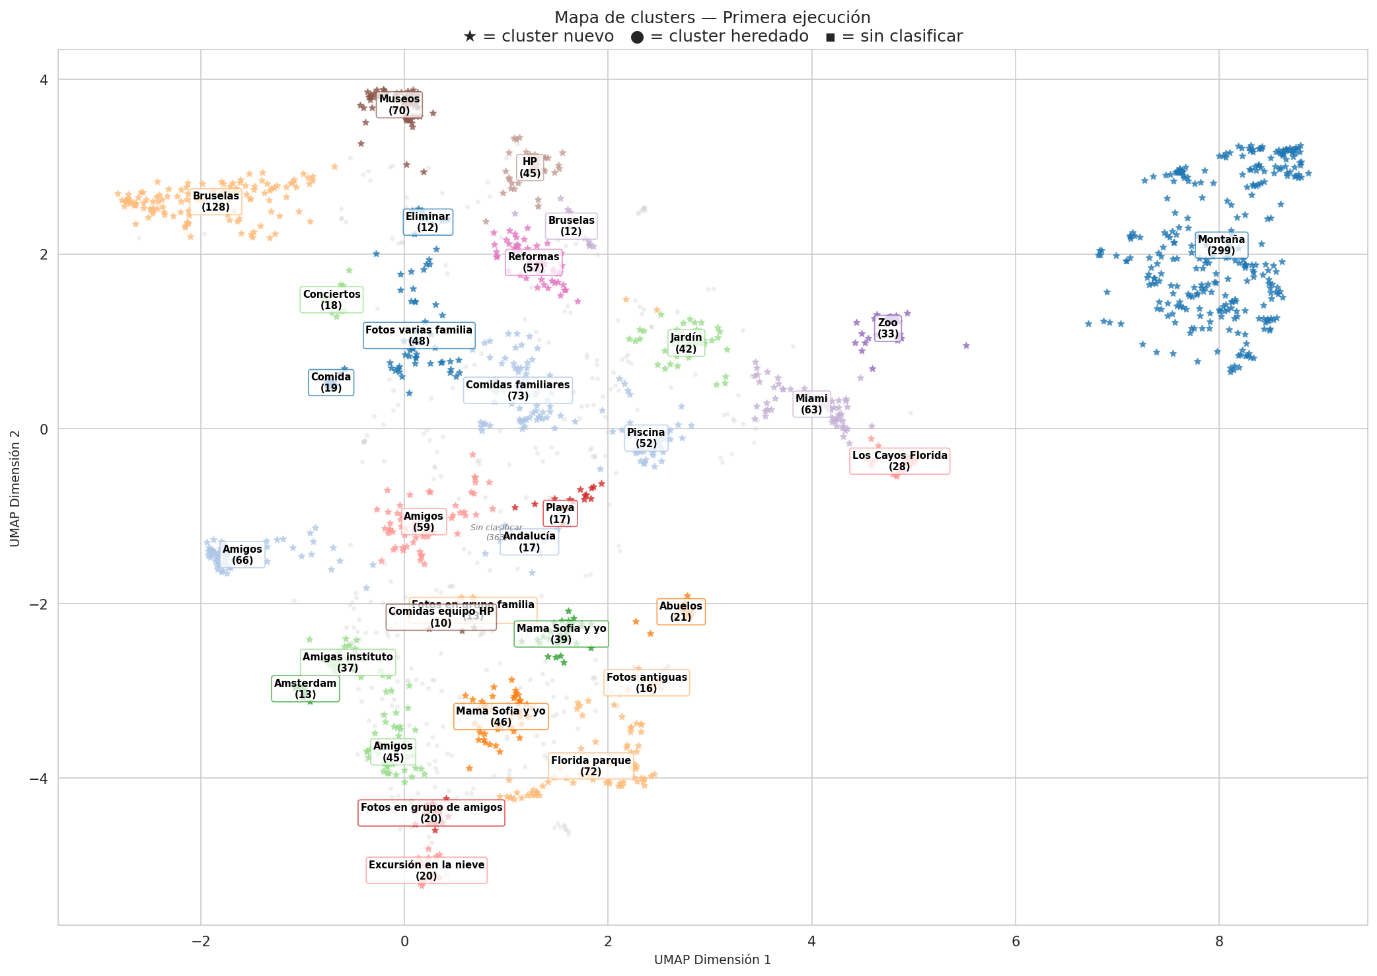 Mapa de clusters — Primera ejecución
★ = cluster nuevo ● = cluster heredado ■ = sin clasificar
4
Museos
(70)
HP
(45)
Bruselas
(128)
Eliminar
(12)
Bruselas
(12)
Reformas
(57)
Montaña
(299)
2
Conciertos
(18)
Fotos varias familia
(48)
Zoo
(33)
Jardín
(42)
Comida
(19)
Comidas familiares
(73)
Miami
(63)
0
Piscina
(52)
Los Cayos Florida
(28)
Playa
(17)
Amigos
(59)
Sin clasificar
(363)
Andalucía
(17)
Amigos
(66)
UMAP Dimensión 2
−2
Fotos en grupo familia
Comidas equipo HP
(10)
Abuelos
(21)
Mama Sofia y yo
(39)
Amigas instituto
(37)
Amsterdam
(13)
Fotos antiguas
(16)
Mama Sofia y yo
(46)
Amigos
(45)
Florida parque
(72)
−4
Fotos en grupo de amigos
(20)
Excursión en la nieve
(20)
−2 0 2 4 6 8
UMAP Dimensión 1